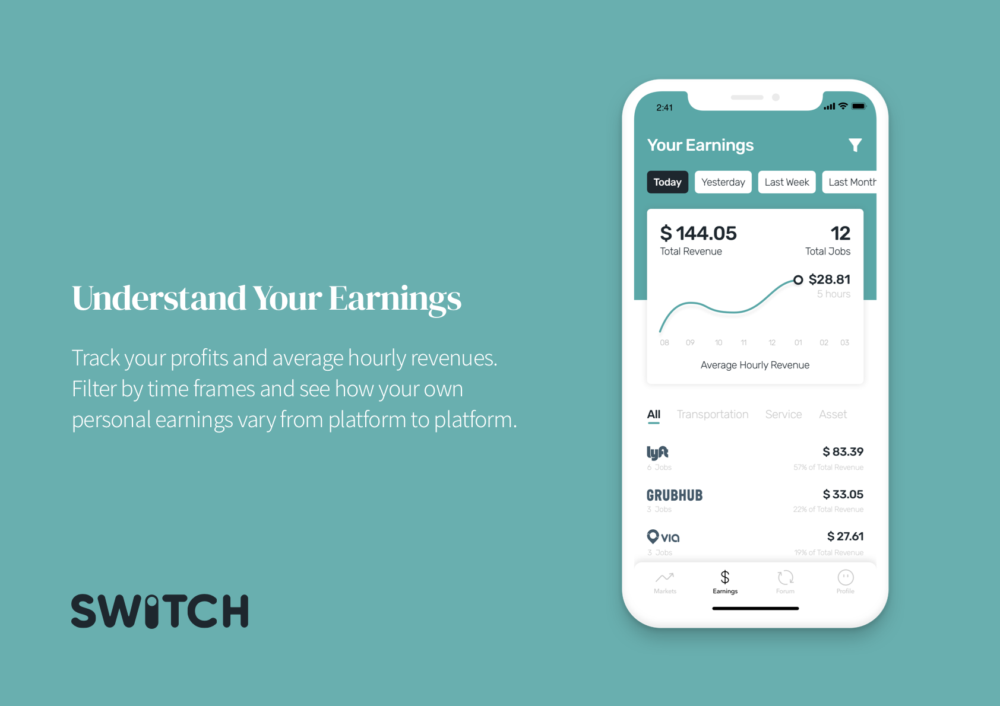 Understand Your Earnings
Track your profits and average hourly revenues.
Filter by time frames and see how your own
personal earnings vary from platform to platform.
SWiTCH
2:41
Your Earnings
Today Yesterday Last Week Last Month
$ 144.05 12
Total Revenue Total Jobs
$28.81
5 hours
08 09 10 11 12 01 02 03
Average Hourly Revenue
All Transportation Service Asset
lyft $ 83.39
6 Jobs 57% of Total Revenue
GRUBHUB $ 33.05
3 Jobs 22% of Total Revenue
via $ 27.61
3 Jobs 19% of Total Revenue
$
Markets Earnings Forum Profile